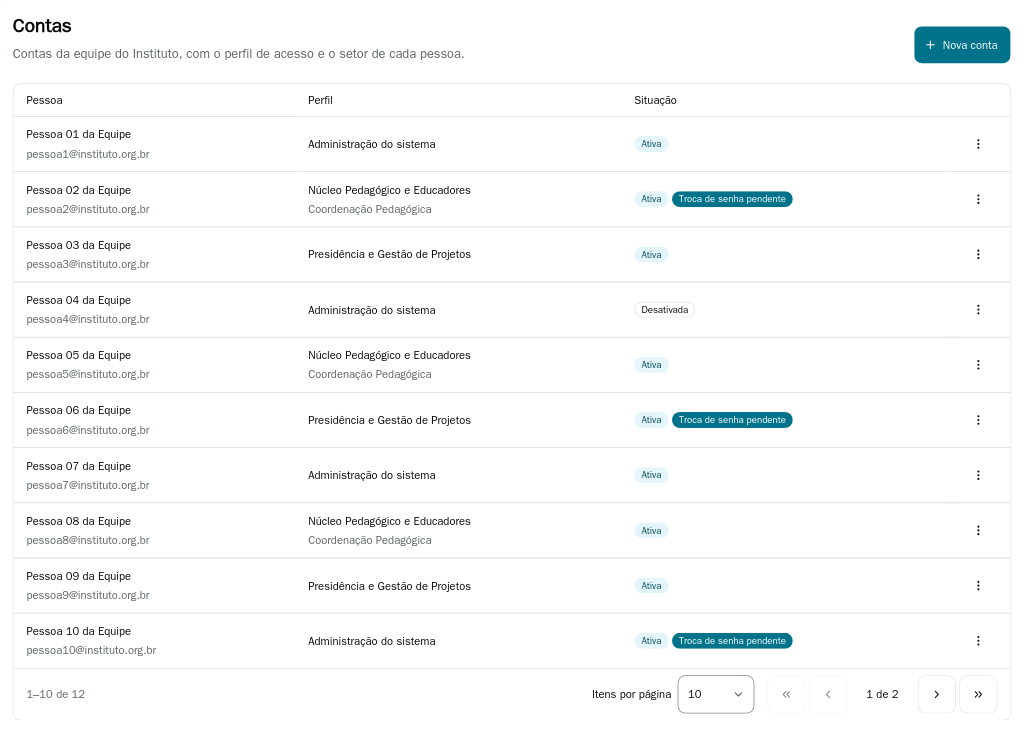 Contas
Contas da equipe do Instituto, com o perfil de acesso e o setor de cada pessoa.
+ Nova conta
Pessoa Perfil Situação
Pessoa 01 da Equipe
pessoa1@instituto.org.br
Administração do sistema
Ativa
Pessoa 02 da Equipe
pessoa2@instituto.org.br
Núcleo Pedagógico e Educadores
Coordenação Pedagógica
Ativa Troca de senha pendente
Pessoa 03 da Equipe
pessoa3@instituto.org.br
Presidência e Gestão de Projetos
Ativa
Pessoa 04 da Equipe
pessoa4@instituto.org.br
Administração do sistema
Desativada
Pessoa 05 da Equipe
pessoa5@instituto.org.br
Núcleo Pedagógico e Educadores
Coordenação Pedagógica
Ativa
Pessoa 06 da Equipe
pessoa6@instituto.org.br
Presidência e Gestão de Projetos
Ativa Troca de senha pendente
Pessoa 07 da Equipe
pessoa7@instituto.org.br
Administração do sistema
Ativa
Pessoa 08 da Equipe
pessoa8@instituto.org.br
Núcleo Pedagógico e Educadores
Coordenação Pedagógica
Ativa
Pessoa 09 da Equipe
pessoa9@instituto.org.br
Presidência e Gestão de Projetos
Ativa
Pessoa 10 da Equipe
pessoa10@instituto.org.br
Administração do sistema
Ativa Troca de senha pendente
1–10 de 12 Itens por página 10 « ‹ 1 de 2 › »